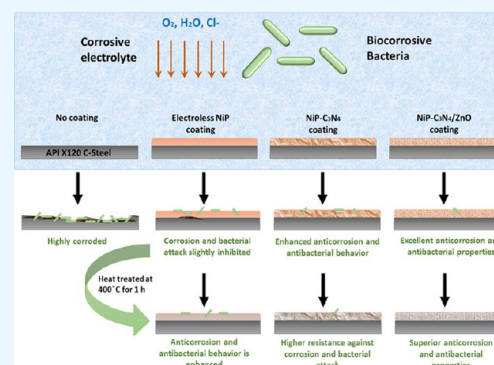 O₂, H₂O, Cl-
Corrosive
electrolyte
Biocorrosive
Bacteria
No coating
Electroless NiP
coating
NiP-C₃N₄
coating
NiP-C₃N₄/ZnO
coating
API X120 C-Steel
Highly corroded
Corrosion and bacterial
attack slightly inhibited
Enhanced anticorrosion and
antibacterial behavior
Excellent anticorrosion
antibacterial properties
Heat treated at
400°C for 1 h
Anticorrosion and
antibacterial behavior is
enhanced
Higher resistance against
corrosion and bacterial
attack
Superior anticorrosion
and antibacterial
properties